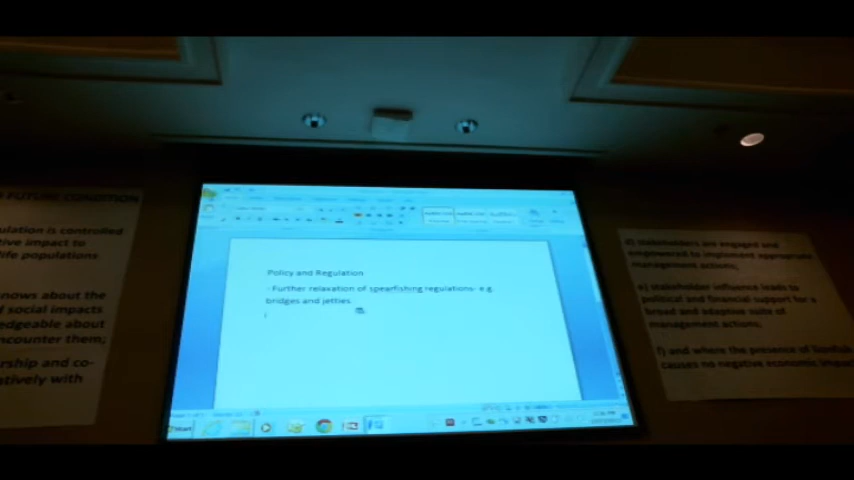 FUTURE CONDITION
ulation is controlled
tive impact to
life populations
nows about the
d social impacts
edgeable about
ncounter them;
rship and co-
atively with
Policy and Regulation
- Further relaxation of spearfishing regulations- e.g.
bridges and jetties.
Start
d) stakeholders are engaged and
empowered to implement appropriate
management actions;
e) stakeholder influence leads to
political and financial support for a
broad and adaptive suite of
management actions;
f) and where the presence of lionfish
causes no negative economic impact